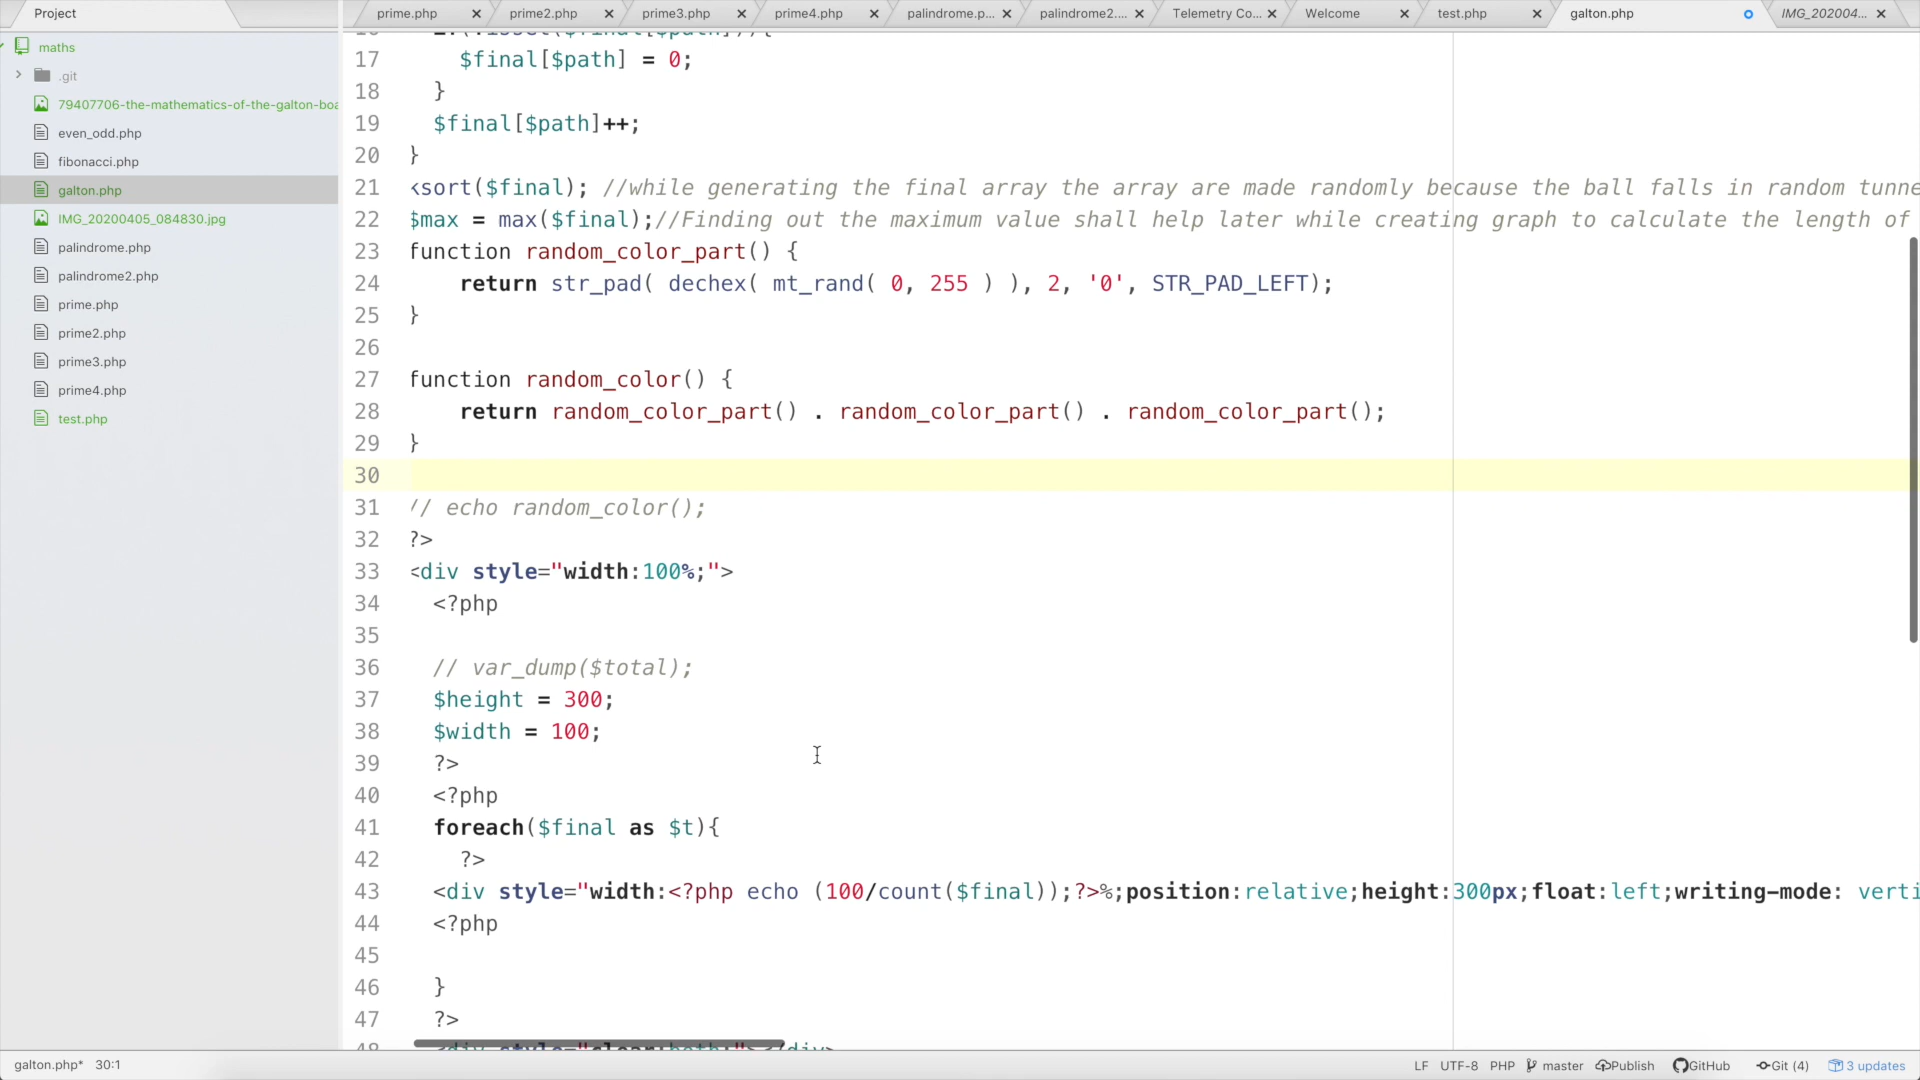 Project
prime.php
prime2.php
prime3.php
prime4.php
palindrome.p...
palindrome2....
Telemetry Co...
Welcome
test.php
galton.php
IMG_202004...
maths
.git
79407706-the-mathematics-of-the-galton-boa
even_odd.php
fibonacci.php
galton.php
IMG_20200405_084830.jpg
palindrome.php
palindrome2.php
prime.php
prime2.php
prime3.php
prime4.php
test.php
17 $final[$path] = 0;
18 }
19 $final[$path]++;
20 }
21 ksort($final); //while generating the final array the array are made randomly because the ball falls in random tunne
22 $max = max($final);//Finding out the maximum value shall help later while creating graph to calculate the length of
23 function random_color_part() {
24 return str_pad( dechex( mt_rand( 0, 255 ) ), 2, '0', STR_PAD_LEFT);
25 }
26
27 function random_color() {
28 return random_color_part() . random_color_part() . random_color_part();
29 }
30
31 // echo random_color();
32 ?>
33 <div style="width:100%;">
34 <?php
35
36 // var_dump($total);
37 $height = 300;
38 $width = 100;
39 ?>
40 <?php
41 foreach($final as $t){
42 ?>
43 <div style="width:<?php echo (100/count($final));?>%;position:relative;height:300px;float:left;writing-mode: verti
44 <?php
45
46 }
47 ?>
48 <div style="clear:both;"></div>
galton.php* 30:1
LF UTF-8 PHP master Publish GitHub Git (4) 3 updates